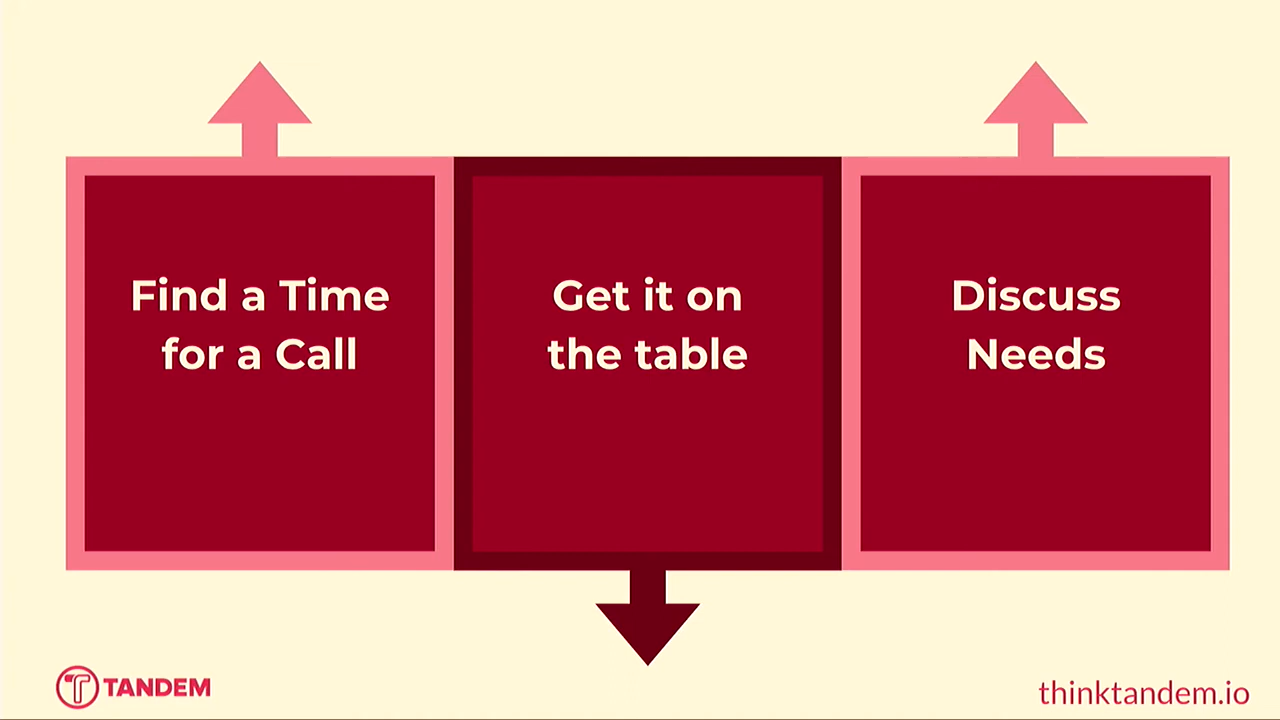 Find a Time
for a Call
Get it on
the table
Discuss
Needs
TANDEM
thinktandem.io